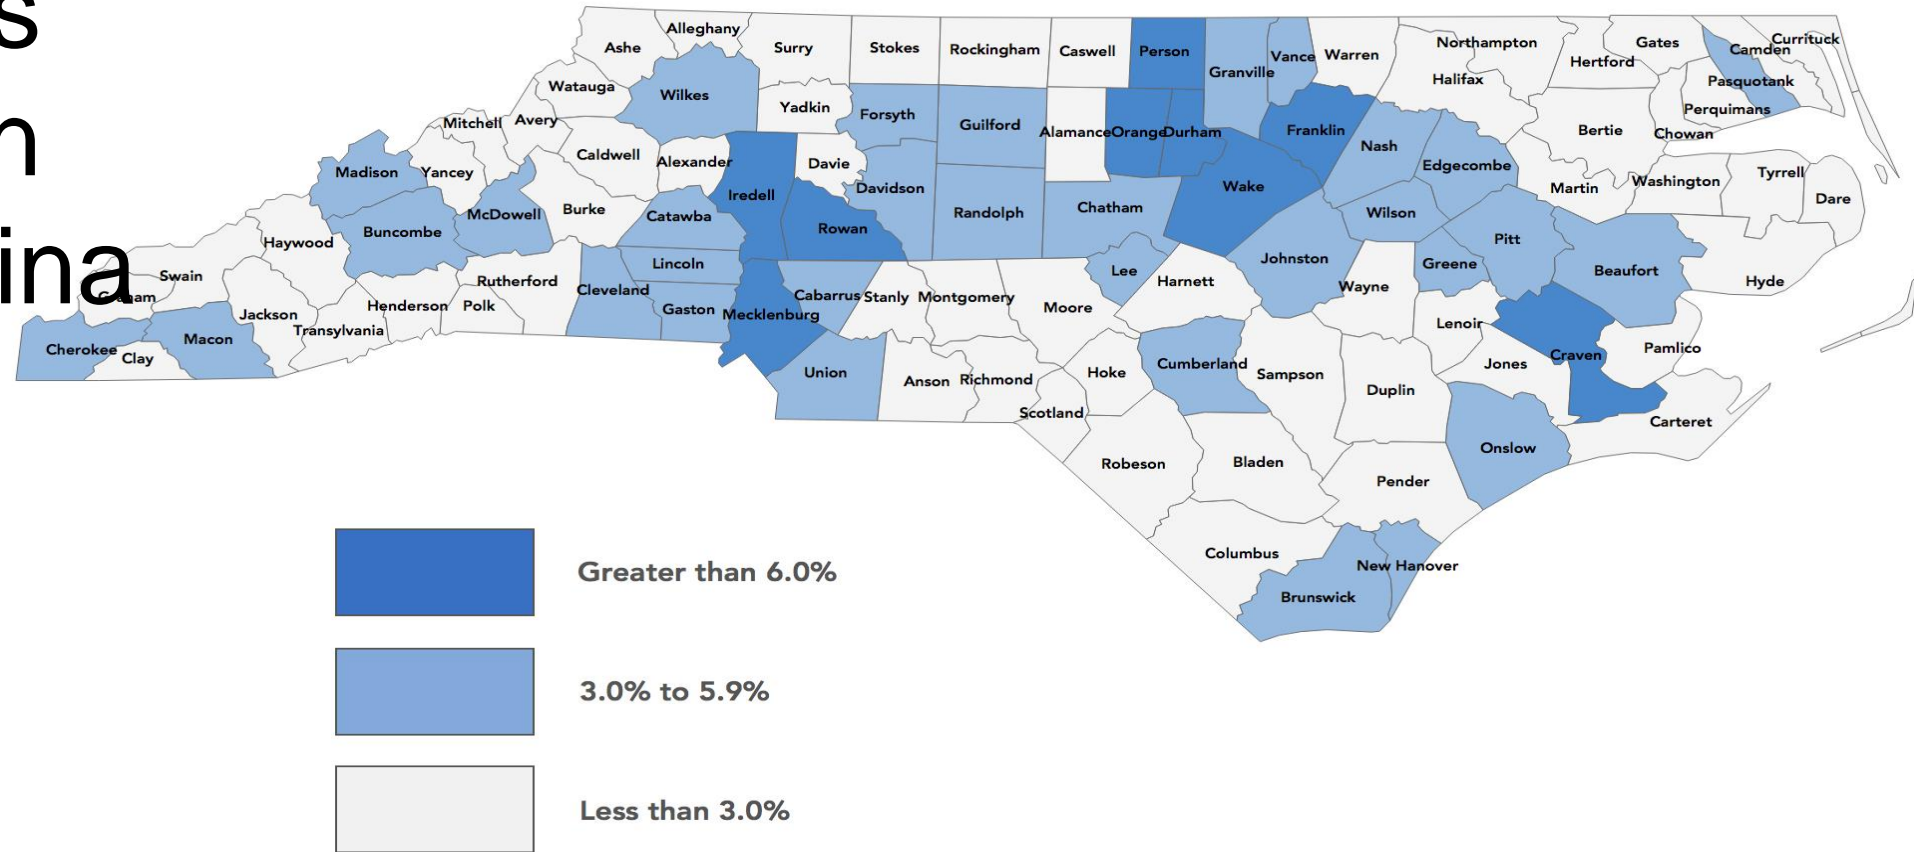 s
n
ina
Alleghany
Ashe
Surry
Stokes
Rockingham
Caswell
Person
Granville
Vance
Warren
Northampton
Halifax
Hertford
Gates
Camden
Currituck
Pasquotank
Perquimans
Watauga
Wilkes
Yadkin
Forsyth
Guilford
Alamance
Orange
Durham
Franklin
Nash
Edgecombe
Bertie
Chowan
Mitchell
Avery
Caldwell
Alexander
Davie
Iredell
Davidson
Randolph
Chatham
Wake
Wilson
Martin
Washington
Tyrrell
Dare
Madison
Yancey
McDowell
Burke
Catawba
Rowan
Buncombe
Haywood
Swain
Graham
Rutherford
Cleveland
Lincoln
Gaston
Mecklenburg
Cabarrus
Stanly
Montgomery
Moore
Lee
Harnett
Johnston
Wayne
Greene
Pitt
Beaufort
Hyde
Cherokee
Clay
Macon
Jackson
Transylvania
Henderson
Polk
Union
Anson
Richmond
Scotland
Hoke
Cumberland
Sampson
Duplin
Lenoir
Jones
Craven
Pamlico
Carteret
Onslow
Robeson
Bladen
Pender
Columbus
Brunswick
New Hanover
Greater than 6.0%
3.0% to 5.9%
Less than 3.0%